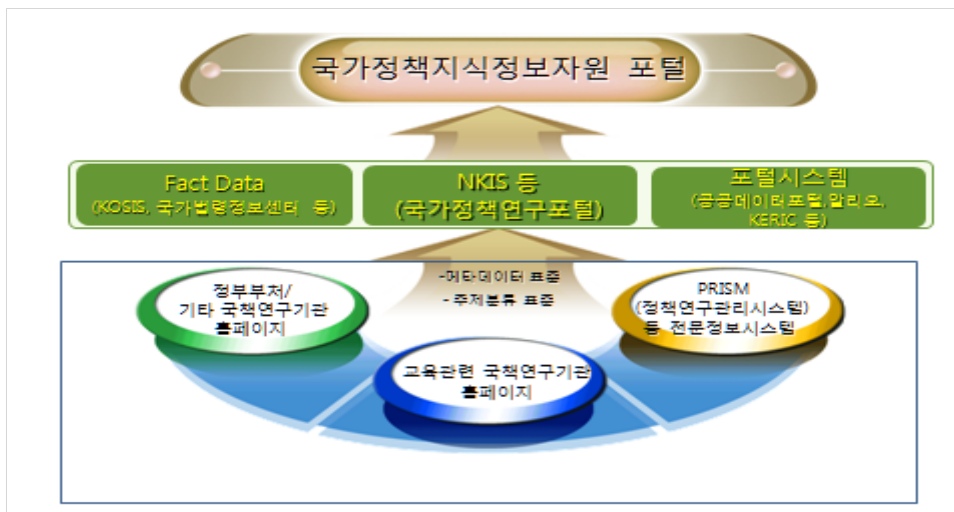 국가정책지식정보자원 포털
Fact Data
(KOSIS, 국가법령정보센터 등)
NKIS 등
(국가정책연구포털)
포털시스템
(공공데이터포털,알리오,
KERIC 등)
-메타데이터 표준
- 주제분류 표준
정부부처/
기타 국책연구기관
홈페이지
교육관련 국책연구기관
홈페이지
PRISM
(정책연구관리시스템)
등 전문정보시스템